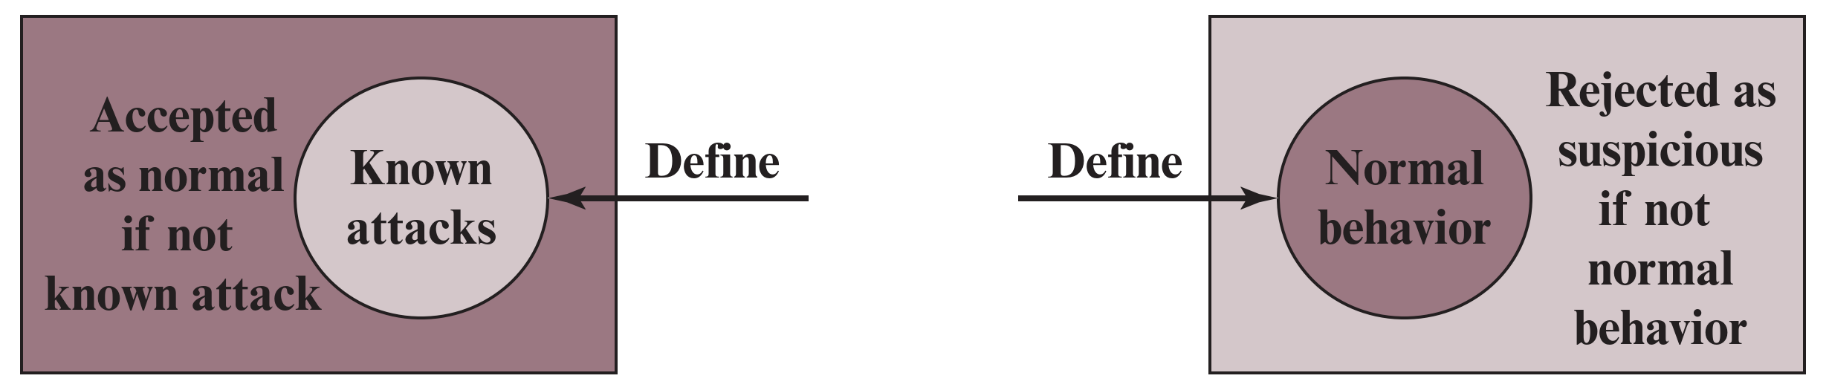 Accepted
as normal
if not
known attack
Known
attacks
Define
Define
Normal
behavior
Rejected as
suspicious
if not
normal
behavior